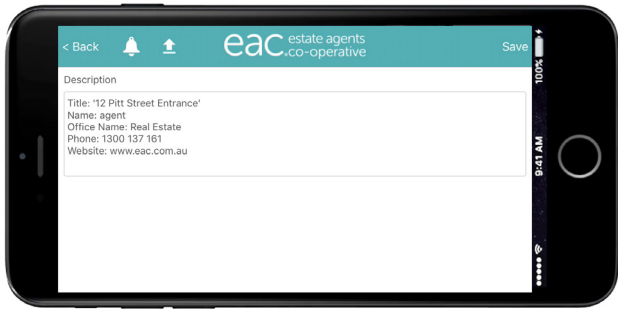 < Back
eac. estate agents
co-operative
Save
Description
Title: '12 Pitt Street Entrance'
Name: agent
Office Name: Real Estate
Phone: 1300 137 161
Website: www.eac.com.au
100%
9:41 AM